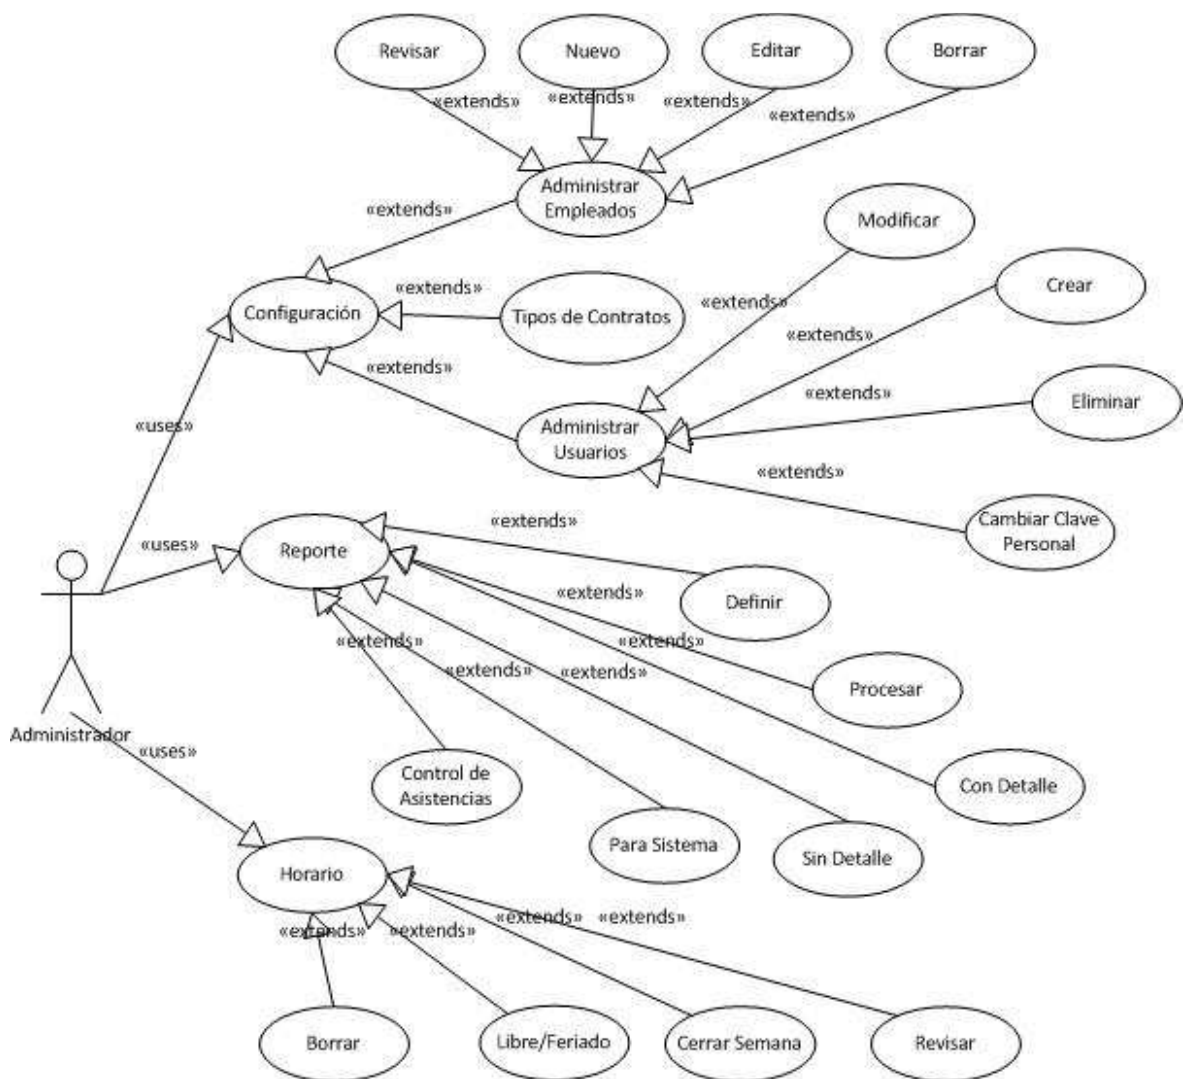 Revisar
Nuevo
Editar
Borrar
«extends»
«extends»
«extends»
«extends»
Administrar
Empleados
«extends»
Modificar
Configuración
«extends»
Tipos de Contratos
«extends»
Crear
«extends»
«extends»
Administrar
Usuarios
«extends»
Eliminar
«uses»
«extends»
Cambiar Clave
Personal
«uses»
Reporte
«extends»
Definir
«extends»
«extends»
«extends»
«extends»
«extends»
Procesar
Administrador
«uses»
Control de
Asistencias
Con Detalle
Para Sistema
Sin Detalle
Horario
«extends»
«extends»
«extends»
«extends»
Borrar
Libre/Feriado
Cerrar Semana
Revisar